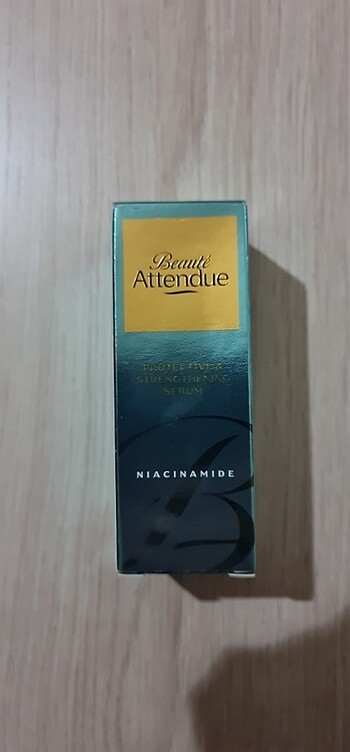 Beauté
Attendue
PROTECTIVE &
STRENGTHENING
SERUM
NIACINAMIDE